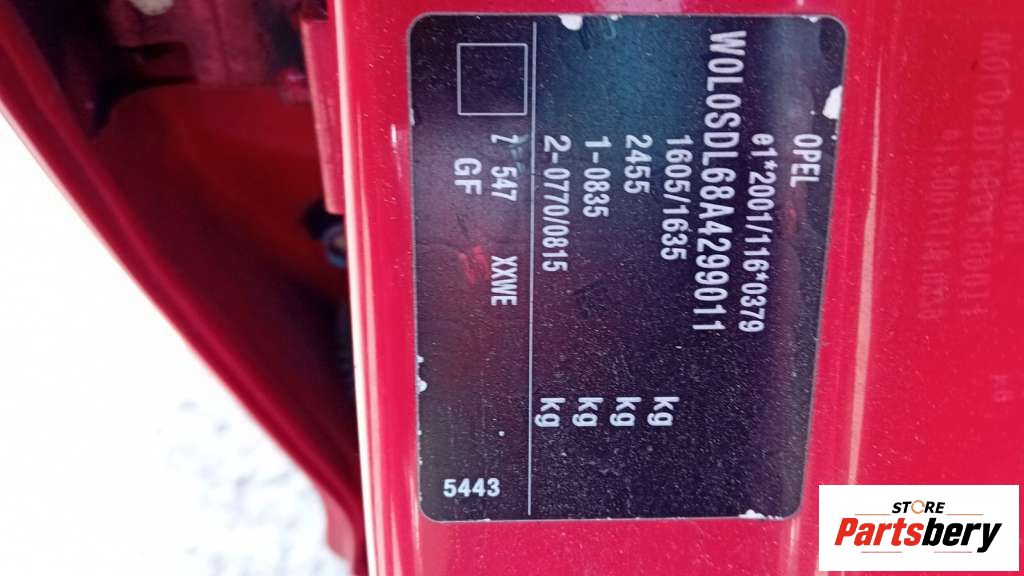 OPEL
e1*2001/116*0379
W0L0SDL68A4299011
1605/1635 kg
2455 kg
1-0835 kg
2-0770/0815 kg
Z 547 XXWE
GF
5443
STORE
Partsbery